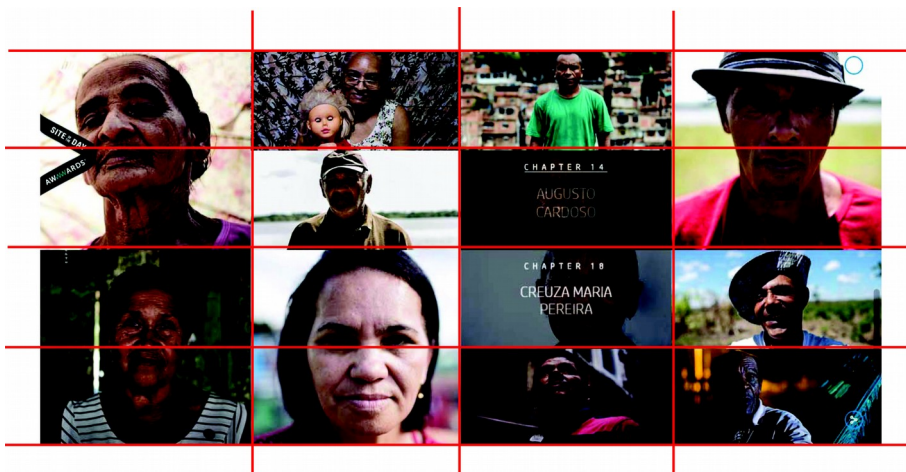 SITE OF THE DAY
AWWWARDS
CHAPTER 14
AUGUSTO
CARDOSO
CHAPTER 18
CREUZA MARIA
PEREIRA